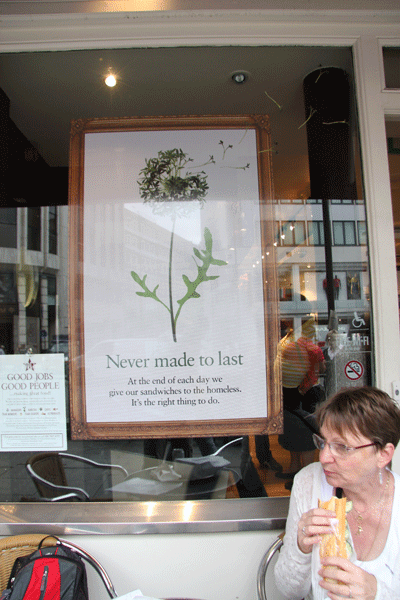 Never made to last
At the end of each day we
give our sandwiches to the homeless.
It's the right thing to do.
GOOD JOBS
GOOD PEOPLE